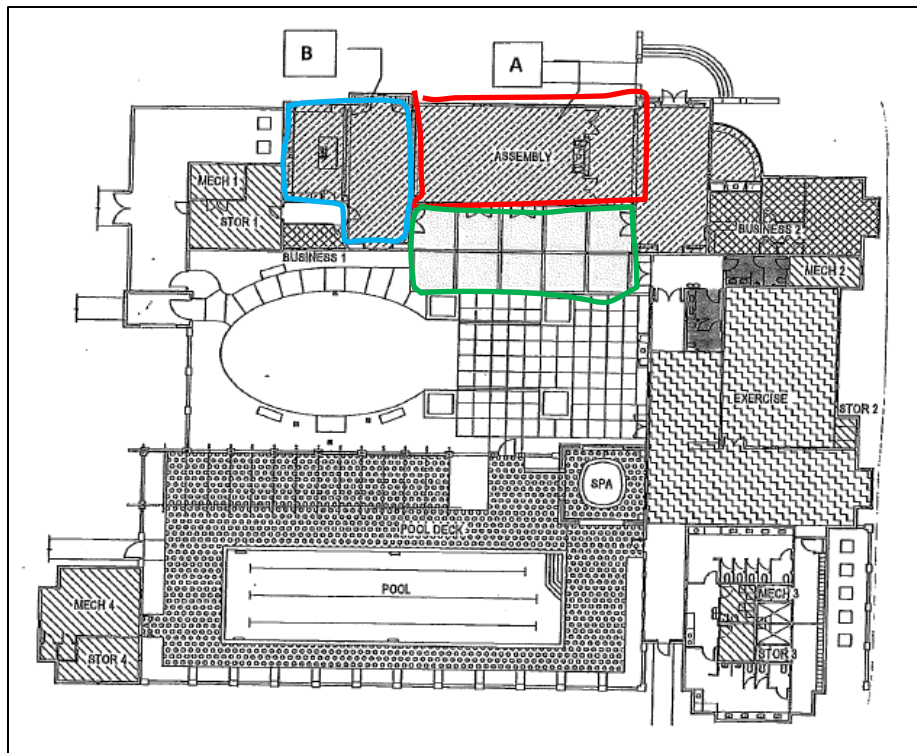 B
A
ASSEMBLY
MECH 1
STOR 1
BUSINESS 1
BUSINESS 2
MECH 2
EXERCISE
STOR 2
SPA
POOL DECK
POOL
MECH 4
STOR 4
MECH 3
STOR 3